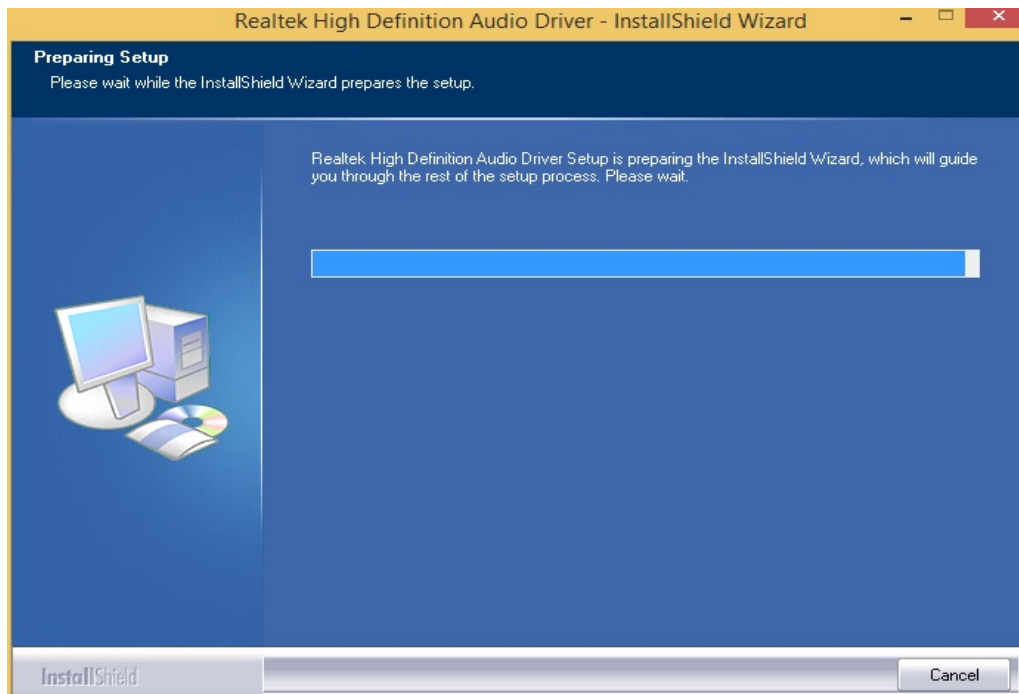 Realtek High Definition Audio Driver - InstallShield Wizard
Preparing Setup
Please wait while the InstallShield Wizard prepares the setup.
Realtek High Definition Audio Driver Setup is preparing the InstallShield Wizard, which will guide
you through the rest of the setup process. Please wait.
InstallShield
Cancel